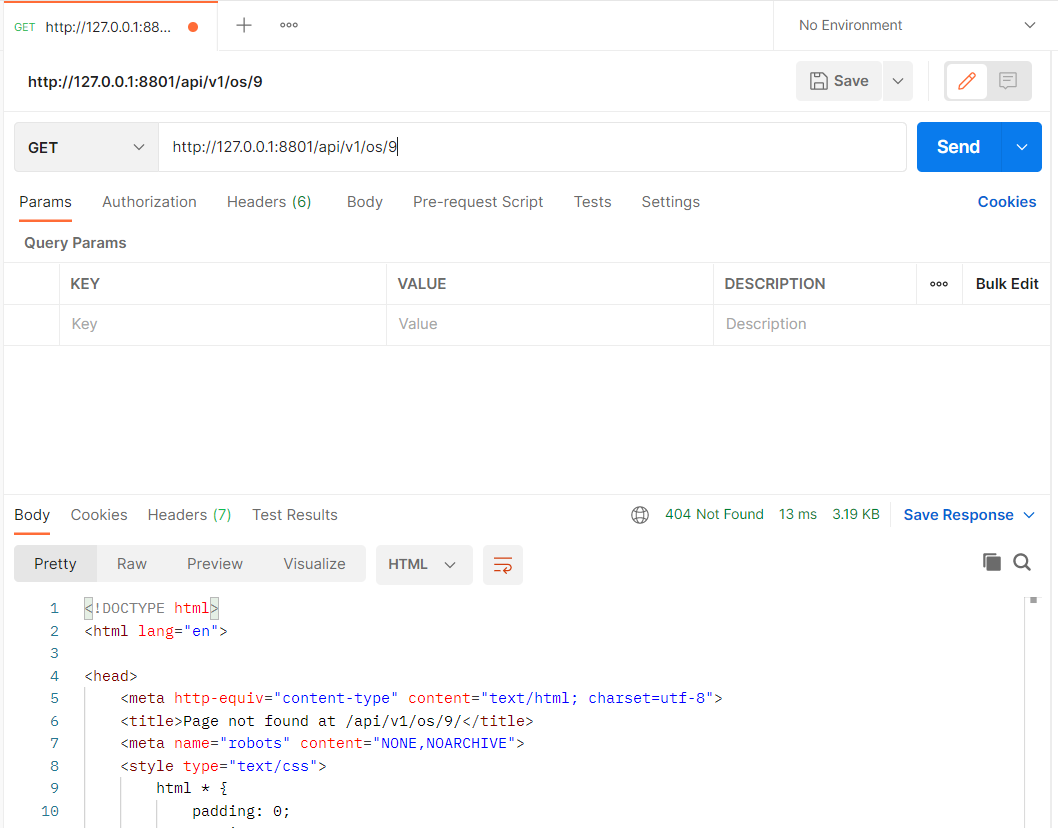 GET http://127.0.0.1:88...
No Environment
http://127.0.0.1:8801/api/v1/os/9
Save
GET
http://127.0.0.1:8801/api/v1/os/9
Send
Params Authorization Headers (6) Body Pre-request Script Tests Settings Cookies
Query Params
KEY VALUE DESCRIPTION Bulk Edit
Key Value Description
Body Cookies Headers (7) Test Results 404 Not Found 13 ms 3.19 KB Save Response
Pretty Raw Preview Visualize HTML
1 <!DOCTYPE html>
2 <html lang="en">
3
4 <head>
5 <meta http-equiv="content-type" content="text/html; charset=utf-8">
6 <title>Page not found at /api/v1/os/9/</title>
7 <meta name="robots" content="NONE,NOARCHIVE">
8 <style type="text/css">
9 html * {
10 padding: 0;